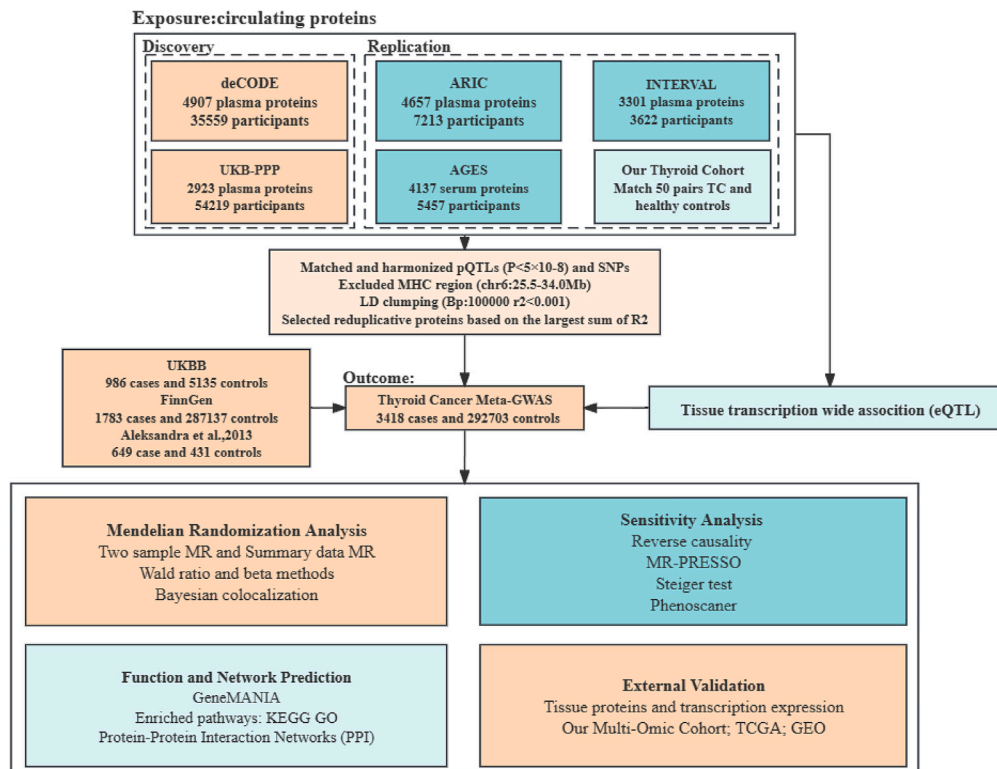 Exposure:circulating proteins
Discovery
deCODE
4907 plasma proteins
35559 participants
UKB-PPP
2923 plasma proteins
54219 participants
Replication
ARIC
4657 plasma proteins
7213 participants
INTERVAL
3301 plasma proteins
3622 participants
AGES
4137 serum proteins
5457 participants
Our Thyroid Cohort
Match 50 pairs TC and
healthy controls
Matched and harmonized pQTLs (P<5×10-8) and SNPs
Excluded MHC region (chr6:25.5-34.0Mb)
LD clumping (Bp:100000 r2<0.001)
Selected reduplicative proteins based on the largest sum of R2
UKBB
986 cases and 5135 controls
FinnGen
1783 cases and 287137 controls
Aleksandra et al.,2013
649 case and 431 controls
Outcome:
Thyroid Cancer Meta-GWAS
3418 cases and 292703 controls
Tissue transcription wide assocition (eQTL)
Mendelian Randomization Analysis
Two sample MR and Summary data MR
Wald ratio and beta methods
Bayesian colocalization
Sensitivity Analysis
Reverse causality
MR-PRESSO
Steiger test
Phenoscaner
Function and Network Prediction
GeneMANIA
Enriched pathways: KEGG GO
Protein-Protein Interaction Networks (PPI)
External Validation
Tissue proteins and transcription expression
Our Multi-Omic Cohort; TCGA; GEO